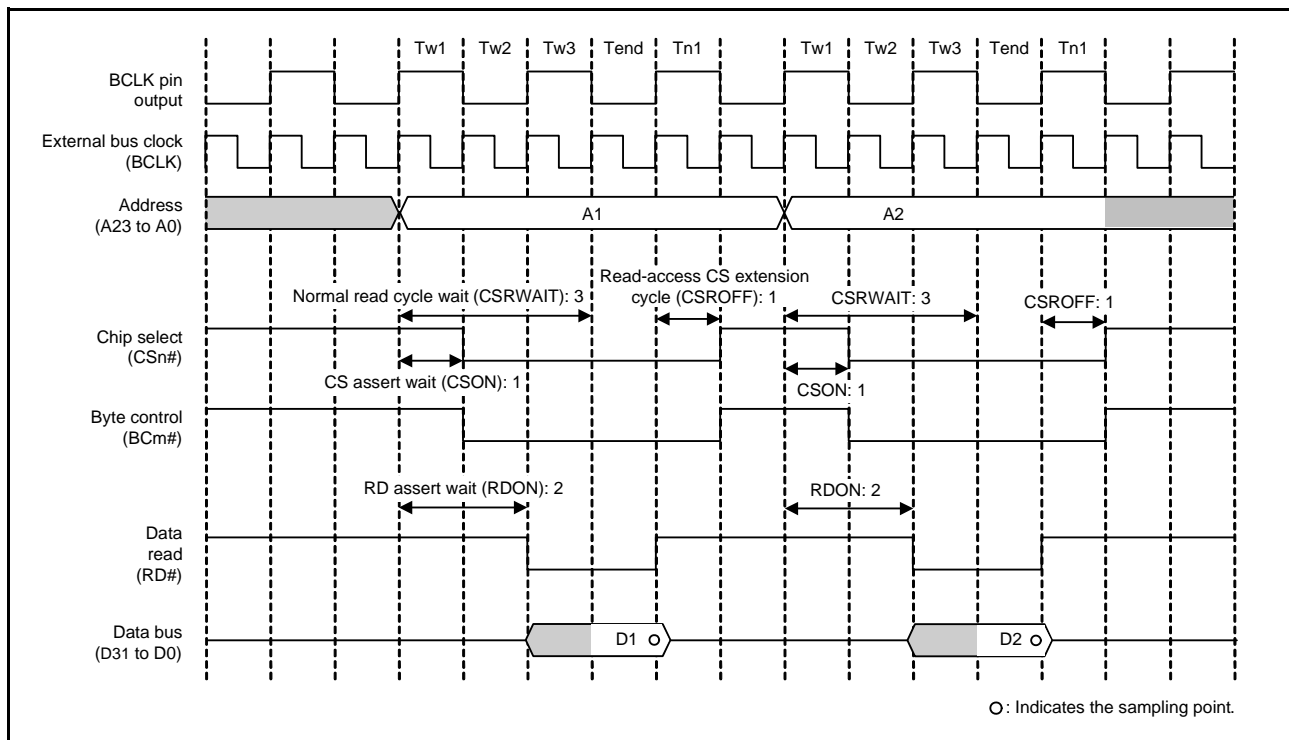 Tw1 Tw2 Tw3 Tend Tn1 Tw1 Tw2 Tw3 Tend Tn1
BCLK pin
output
External bus clock
(BCLK)
Address
(A23 to A0)
A1 A2
Read-access CS extension
cycle (CSROFF): 1
Normal read cycle wait (CSRWAIT): 3
CSRWAIT: 3
CSROFF: 1
Chip select
(CSn#)
CS assert wait (CSON): 1
CSON: 1
Byte control
(BCm#)
RD assert wait (RDON): 2
RDON: 2
Data
read
(RD#)
Data bus
(D31 to D0)
D1 D2
: Indicates the sampling point.